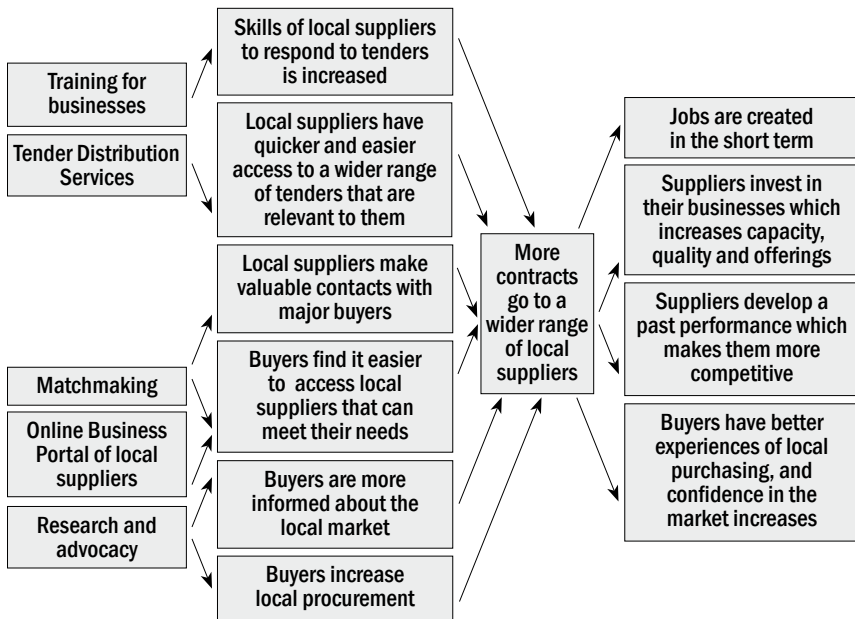 Training for
businesses
Tender Distribution
Services
Matchmaking
Online Business
Portal of local
suppliers
Research and
advocacy
Skills of local suppliers
to respond to tenders
is increased
Local suppliers have
quicker and easier
access to a wider range
of tenders that are
relevant to them
Local suppliers make
valuable contacts with
major buyers
Buyers find it easier
to access local
suppliers that can
meet their needs
Buyers are more
informed about the
local market
Buyers increase
local procurement
More
contracts
go to a
wider range
of local
suppliers
Jobs are created
in the short term
Suppliers invest in
their businesses which
increases capacity,
quality and offerings
Suppliers develop a
past performance which
makes them more
competitive
Buyers have better
experiences of local
purchasing, and
confidence in the
market increases